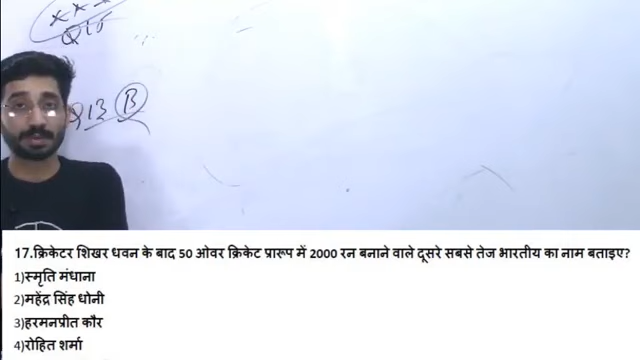 Q16
Q13 B
17.क्रिकेटर शिखर धवन के बाद 50 ओवर क्रिकेट प्रारूप में 2000 रन बनाने वाले दूसरे सबसे तेज भारतीय का नाम बताइए?
1)स्मृति मंधाना
2)महेंद्र सिंह धोनी
3)हरमनप्रीत कौर
4)रोहित शर्मा